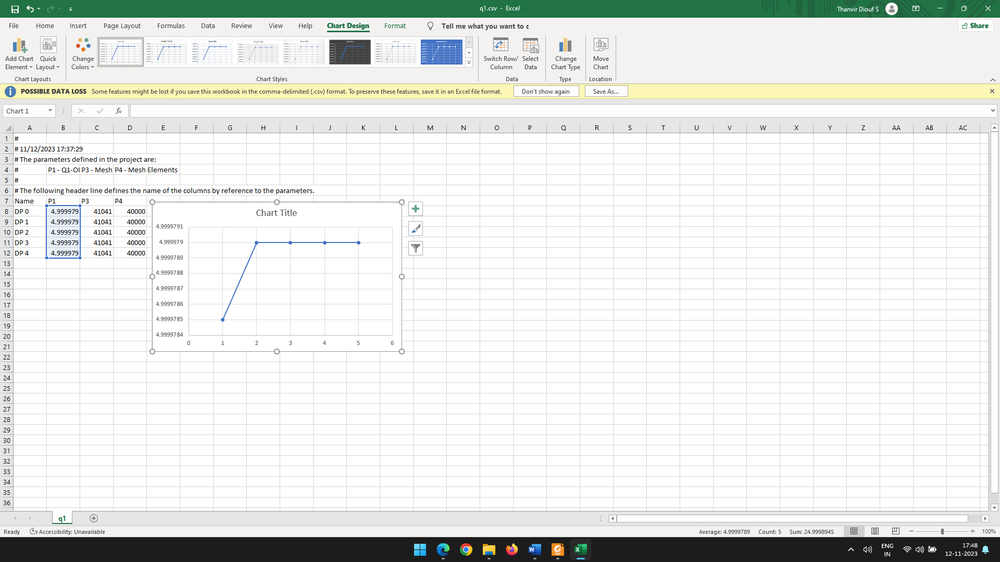 q1.csv - Excel
Thanvir Diouf S
File Home Insert Page Layout Formulas Data Review View Help Chart Design Format Tell me what you want to c
Share
Add Chart Element
Quick Layout
Change Colors
Switch Row/ Column
Select Data
Change Chart Type
Move Chart
Chart Layouts
Chart Styles
Data
Type
Location
POSSIBLE DATA LOSS Some features might be lost if you save this workbook in the comma-delimited (.csv) format. To preserve these features, save it in an Excel file format. Don't show again Save As...
Chart 1
fx
A B C D E F G H I J K L M N O P Q R S T U V W X Y Z AA AB AC
1 #
2 # 11/12/2023 17:37:29
3 # The parameters defined in the project are:
4 # P1 - Q1-OU P3 - Mesh P4 - Mesh Elements
5 #
6 # The following header line defines the name of the columns by reference to the parameters.
7 Name P1 P3 P4
8 DP 0 4.999979 41041 40000
9 DP 1 4.999979 41041 40000
10 DP 2 4.999979 41041 40000
11 DP 3 4.999979 41041 40000
12 DP 4 4.999979 41041 40000
13
14
15
16
17
18
19
20
21
22
23
24
25
26
27
28
29
30
31
32
33
34
35
36
Chart Title
4.9999791
4.999979
4.9999789
4.9999788
4.9999787
4.9999786
4.9999785
4.9999784
0 1 2 3 4 5 6
q1
Ready Accessibility: Unavailable
Average: 4.9999789 Count: 5 Sum: 24.9998945
100%
ENG
IN
17:48
12-11-2023